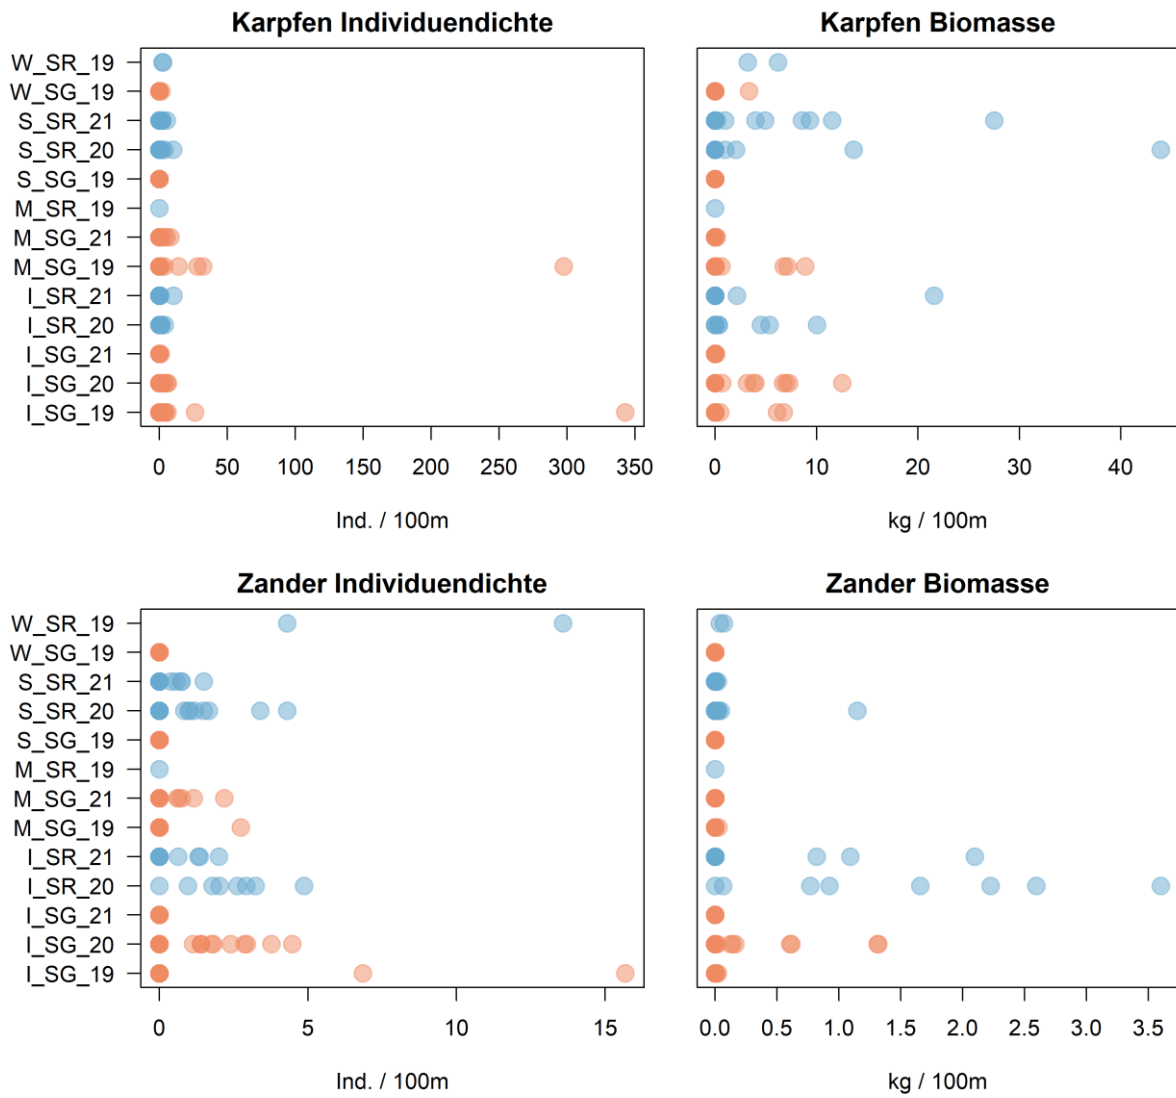 Karpfen Individuendichte
Karpfen Biomasse
W_SR_19
W_SG_19
S_SR_21
S_SR_20
S_SG_19
M_SR_19
M_SG_21
M_SG_19
I_SR_21
I_SR_20
I_SG_21
I_SG_20
I_SG_19
0 50 100 150 200 250 300 350
0 10 20 30 40
Ind. / 100m
kg / 100m
Zander Individuendichte
Zander Biomasse
W_SR_19
W_SG_19
S_SR_21
S_SR_20
S_SG_19
M_SR_19
M_SG_21
M_SG_19
I_SR_21
I_SR_20
I_SG_21
I_SG_20
I_SG_19
0 5 10 15
0.0 0.5 1.0 1.5 2.0 2.5 3.0 3.5
Ind. / 100m
kg / 100m